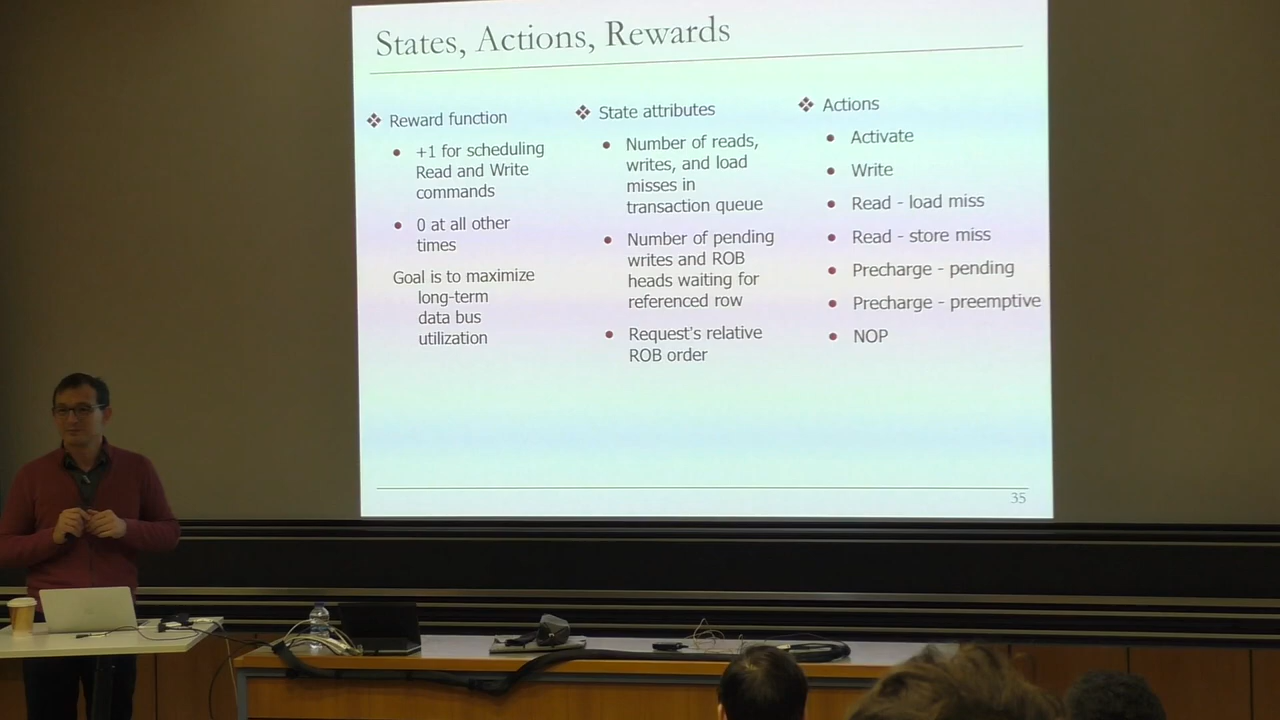 States, Actions, Rewards
❖ Reward function
• +1 for scheduling
Read and Write
commands
• 0 at all other
times
Goal is to maximize
long-term
data bus
utilization
❖ State attributes
• Number of reads,
writes, and load
misses in
transaction queue
• Number of pending
writes and ROB
heads waiting for
referenced row
• Request's relative
ROB order
❖ Actions
• Activate
• Write
• Read - load miss
• Read - store miss
• Precharge - pending
• Precharge - preemptive
• NOP
35